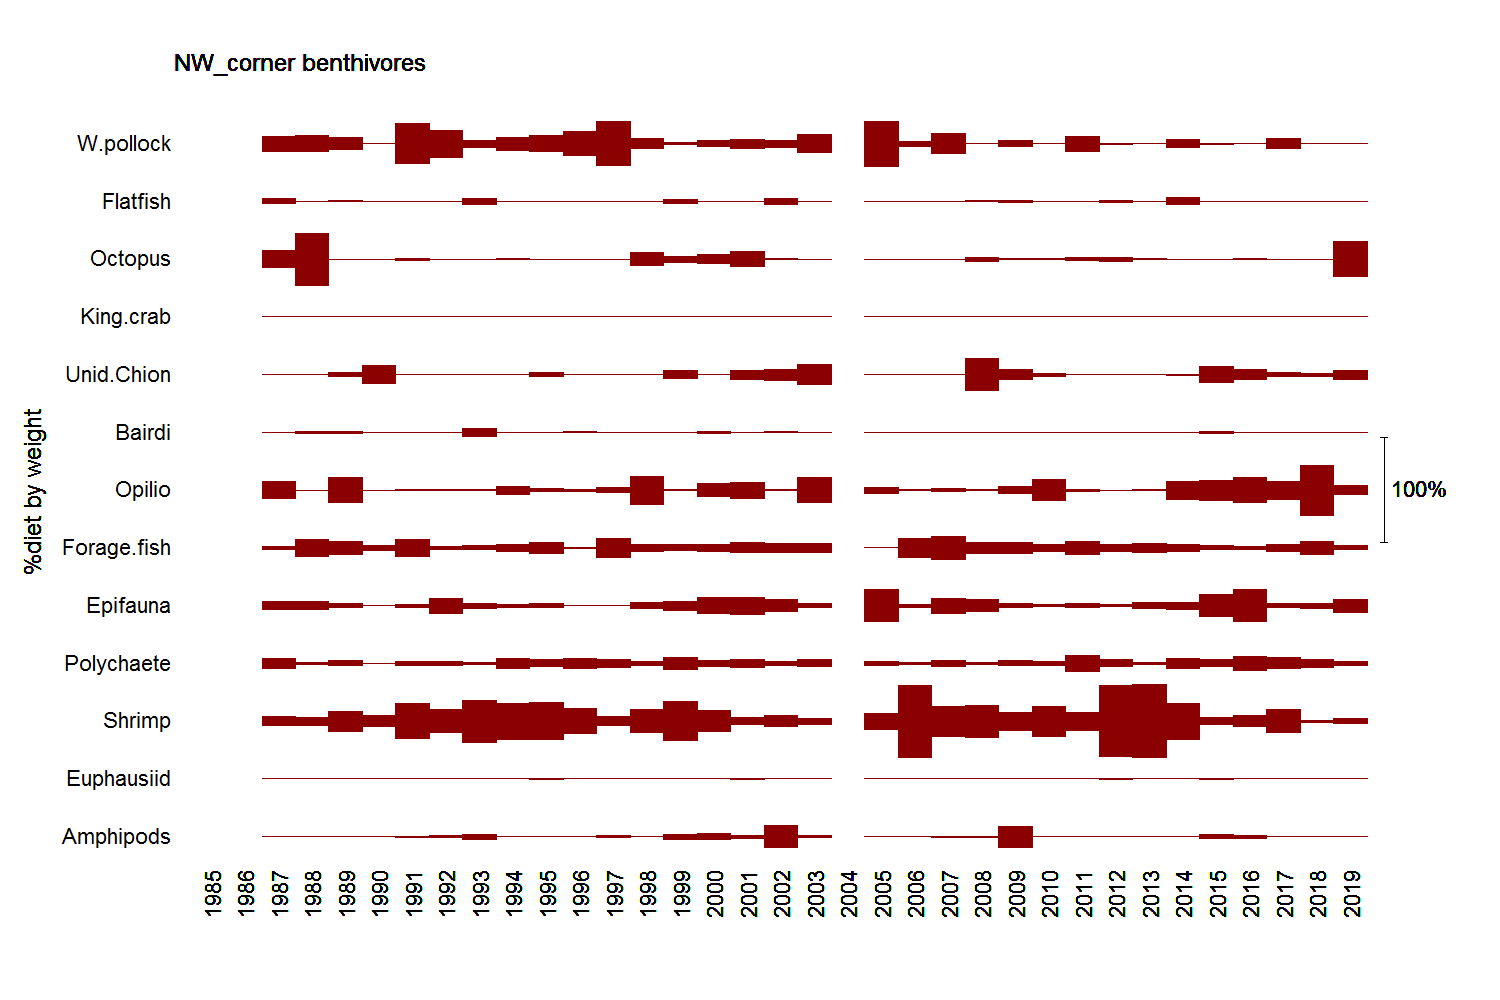 NW_corner benthivores
W.pollock
Flatfish
Octopus
King.crab
Unid.Chion
Bairdi
Opilio
Forage.fish
Epifauna
Polychaete
Shrimp
Euphausiid
Amphipods
%diet by weight
100%
1985 1986 1987 1988 1989 1990 1991 1992 1993 1994 1995 1996 1997 1998 1999 2000 2001 2002 2003 2004 2005 2006 2007 2008 2009 2010 2011 2012 2013 2014 2015 2016 2017 2018 2019